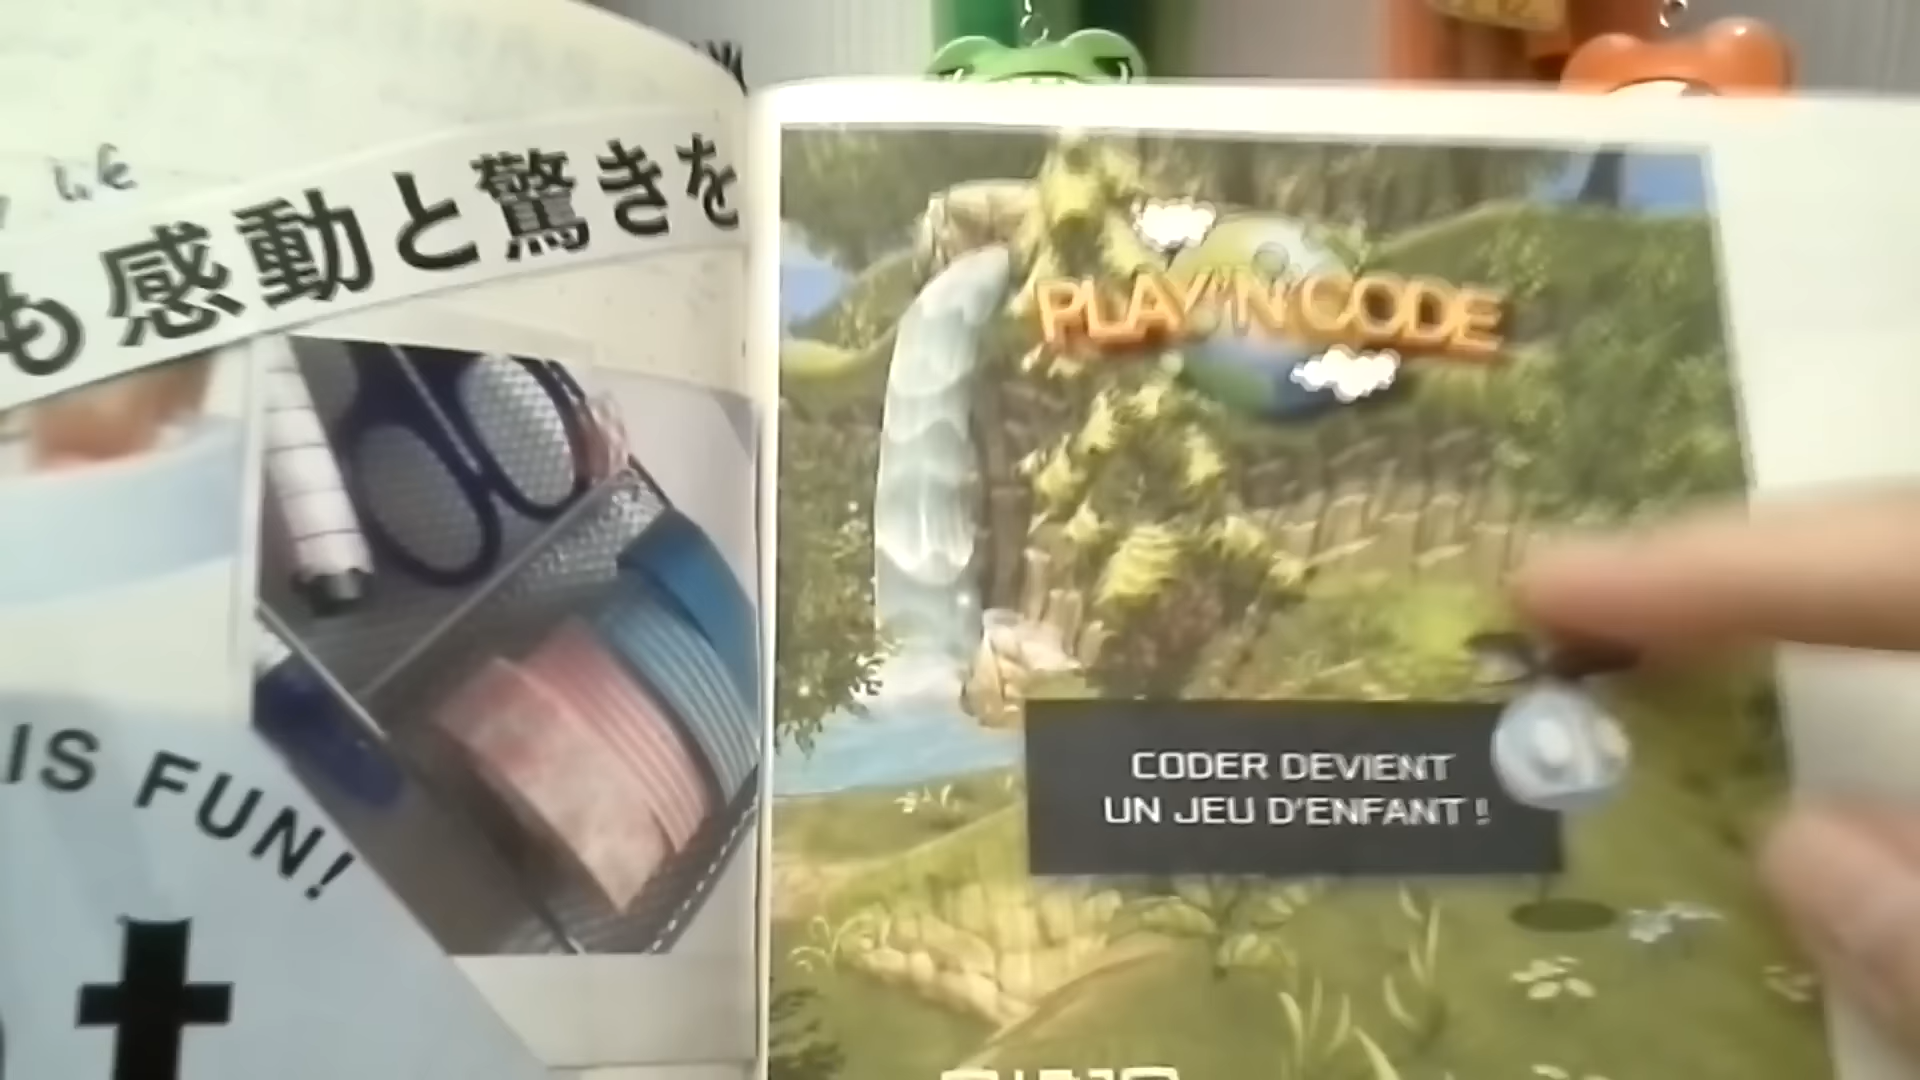 も感動と驚きを
IS FUN!
t
PLAY'N'CODE
CODER DEVIENT
UN JEU D'ENFANT !